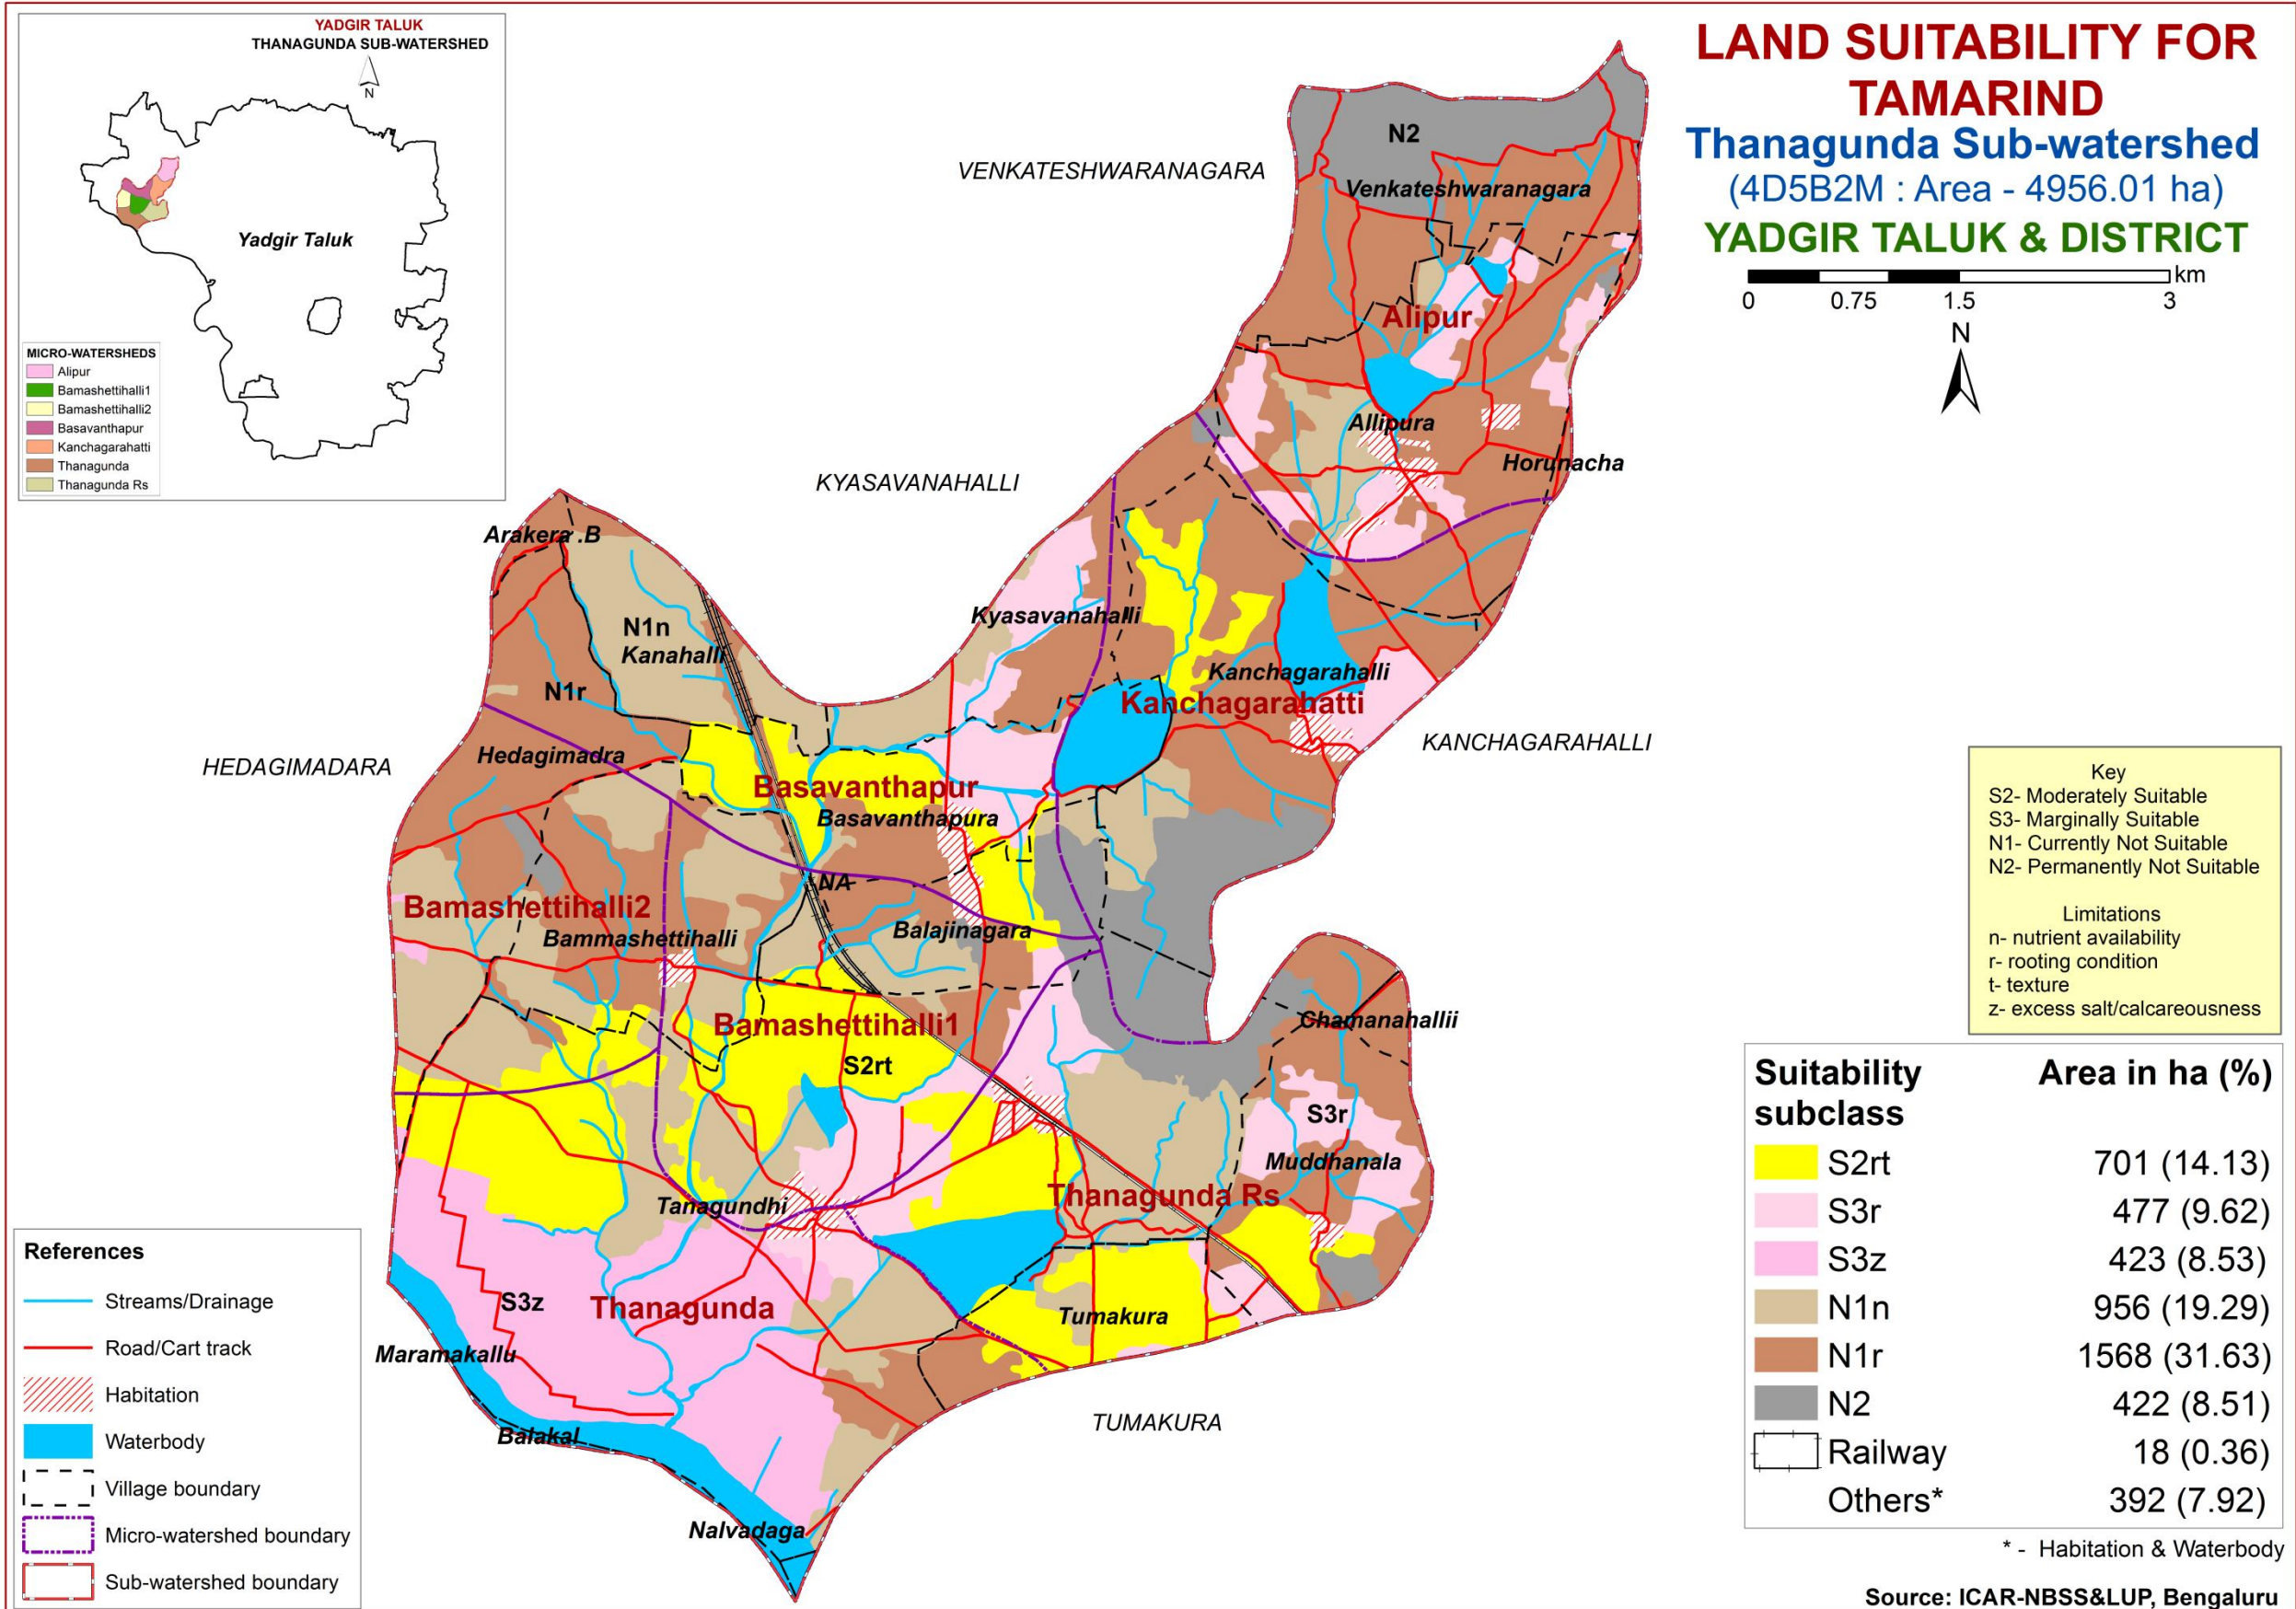 YADGIR TALUK
THANAGUNDA SUB-WATERSHED
N
Yadgir Taluk
MICRO-WATERSHEDS
Alipur
Bamashettihalli1
Bamashettihalli2
Basavanthapur
Kanchagarahatti
Thanagunda
Thanagunda Rs
LAND SUITABILITY FOR
TAMARIND
Thanagunda Sub-watershed
(4D5B2M : Area - 4956.01 ha)
YADGIR TALUK & DISTRICT
km
0 0.75 1.5 3
N
N2
VENKATESHWARANAGARA
Venkateshwaranagara
Alipur
Allipura
Horunacha
KYASAVANAHALLI
Arakera .B
Kyasavanahalli
N1n
Kanahalli
Kanchagarahalli
N1r
Kanchagarahatti
KANCHAGARAHALLI
Hedagimadra
HEDAGIMADARA
Basavanthapur
Basavanthapura
NA
Bamashettihalli2
Balajinagara
Bammashettihalli
Chamanahallii
Bamashettihalli1
S2rt
S3r
Muddhanala
Thanagunda Rs
Tanagundhi
S3z
Thanagunda
Tumakura
Maramakallu
TUMAKURA
Balakal
Nalvadaga
Key
S2- Moderately Suitable
S3- Marginally Suitable
N1- Currently Not Suitable
N2- Permanently Not Suitable
Limitations
n- nutrient availability
r- rooting condition
t- texture
z- excess salt/calcareousness
Suitability subclass Area in ha (%)
S2rt 701 (14.13)
S3r 477 (9.62)
S3z 423 (8.53)
N1n 956 (19.29)
N1r 1568 (31.63)
N2 422 (8.51)
Railway 18 (0.36)
Others* 392 (7.92)
* - Habitation & Waterbody
Source: ICAR-NBSS&LUP, Bengaluru
References
Streams/Drainage
Road/Cart track
Habitation
Waterbody
Village boundary
Micro-watershed boundary
Sub-watershed boundary